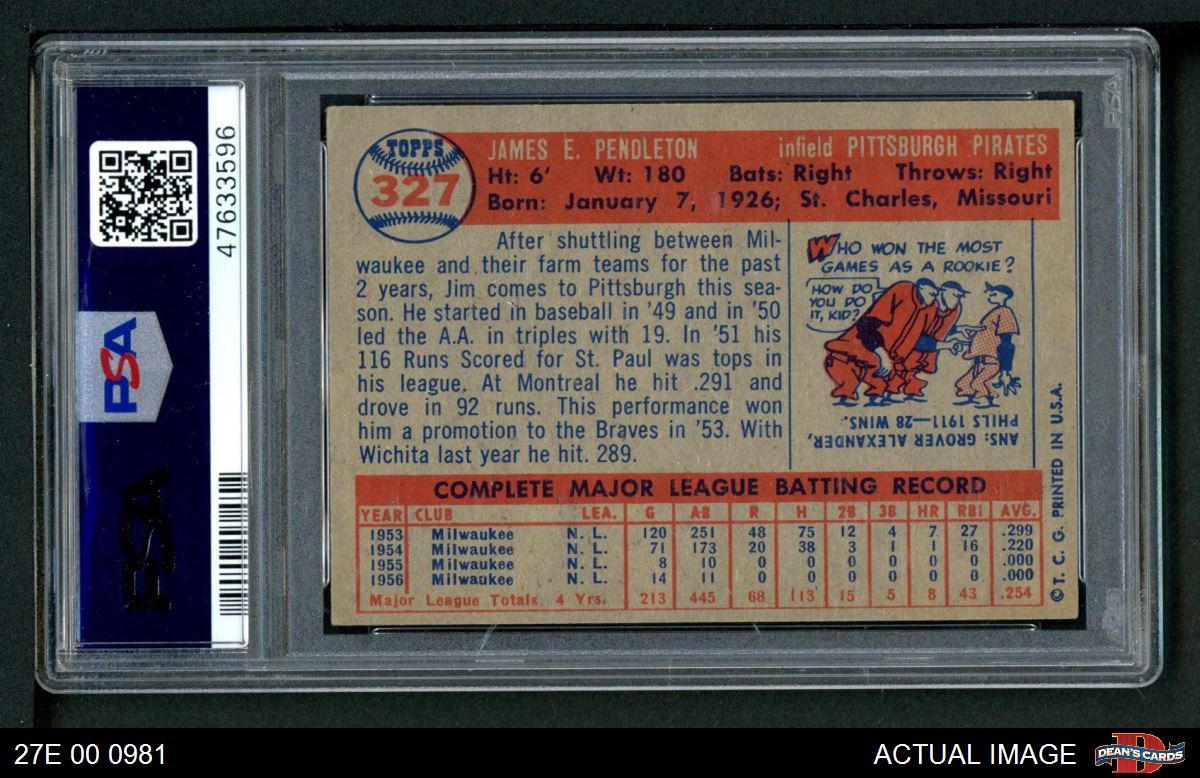 47633596
PSA
PSA
PSA
TOPPS
327
JAMES E. PENDLETON infield PITTSBURGH PIRATES
Ht: 6' Wt: 180 Bats: Right Throws: Right
Born: January 7, 1926; St. Charles, Missouri
After shuttling between Mil-
waukee and their farm teams for the past
2 years, Jim comes to Pittsburgh this sea-
son. He started in baseball in '49 and in '50
led the A.A. in triples with 19. In '51 his
116 Runs Scored for St. Paul was tops in
his league. At Montreal he hit .291 and
drove in 92 runs. This performance won
him a promotion to the Braves in '53. With
Wichita last year he hit. 289.
WHO WON THE MOST
GAMES AS A ROOKIE?
HOW DO
YOU DO
IT, KID?
ANS: GROVER ALEXANDER,
PHILS 1911—28 WINS.
COMPLETE MAJOR LEAGUE BATTING RECORD
YEAR CLUB LEA. G AB R H 2B 3B HR RBI AVG.
1953 Milwaukee N. L. 120 251 48 75 12 4 7 27 .299
1954 Milwaukee N. L. 71 173 20 38 3 1 1 16 .220
1955 Milwaukee N. L. 8 10 0 0 0 0 0 0 .000
1956 Milwaukee N. L. 14 11 0 0 0 0 0 0 .000
Major League Totals 4 Yrs. 213 445 68 113 15 5 8 43 .254
© T. C. G. PRINTED IN U.S.A.
27E 00 0981
ACTUAL IMAGE
DEAN'S CARDS